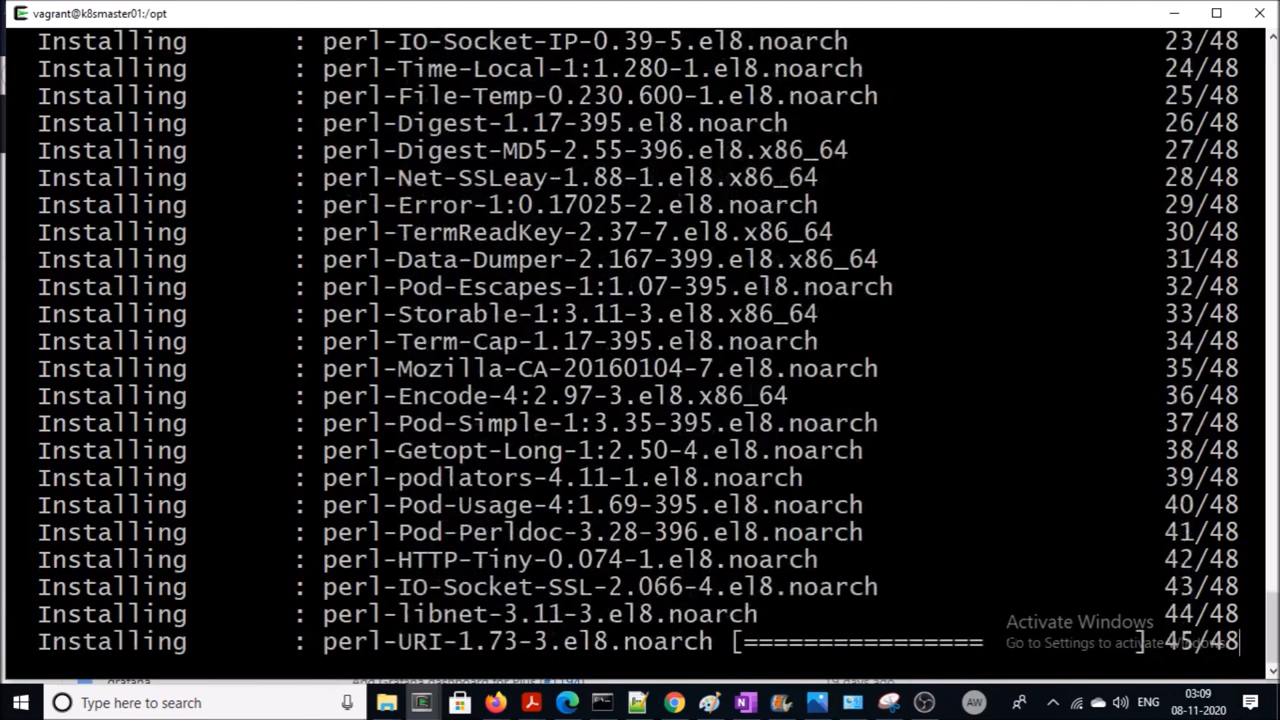 vagrant@k8smaster01:/opt
Installing : perl-IO-Socket-IP-0.39-5.el8.noarch 23/48
Installing : perl-Time-Local-1:1.280-1.el8.noarch 24/48
Installing : perl-File-Temp-0.230.600-1.el8.noarch 25/48
Installing : perl-Digest-1.17-395.el8.noarch 26/48
Installing : perl-Digest-MD5-2.55-396.el8.x86_64 27/48
Installing : perl-Net-SSLeay-1.88-1.el8.x86_64 28/48
Installing : perl-Error-1:0.17025-2.el8.noarch 29/48
Installing : perl-TermReadKey-2.37-7.el8.x86_64 30/48
Installing : perl-Data-Dumper-2.167-399.el8.x86_64 31/48
Installing : perl-Pod-Escapes-1:1.07-395.el8.noarch 32/48
Installing : perl-Storable-1:3.11-3.el8.x86_64 33/48
Installing : perl-Term-Cap-1.17-395.el8.noarch 34/48
Installing : perl-Mozilla-CA-20160104-7.el8.noarch 35/48
Installing : perl-Encode-4:2.97-3.el8.x86_64 36/48
Installing : perl-Pod-Simple-1:3.35-395.el8.noarch 37/48
Installing : perl-Getopt-Long-1:2.50-4.el8.noarch 38/48
Installing : perl-podlators-4.11-1.el8.noarch 39/48
Installing : perl-Pod-Usage-4:1.69-395.el8.noarch 40/48
Installing : perl-Pod-Perldoc-3.28-396.el8.noarch 41/48
Installing : perl-HTTP-Tiny-0.074-1.el8.noarch 42/48
Installing : perl-IO-Socket-SSL-2.066-4.el8.noarch 43/48
Installing : perl-libnet-3.11-3.el8.noarch 44/48
Installing : perl-URI-1.73-3.el8.noarch [================ ] 45/48
Activate Windows
Go to Settings to activate Windows.
Type here to search
AW
ENG
03:09
08-11-2020